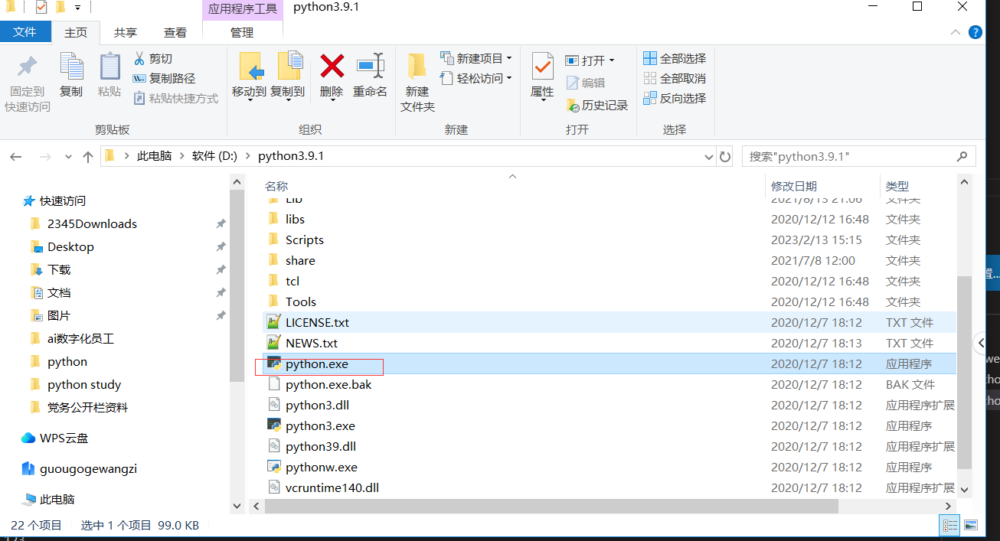 应用程序工具 python3.9.1
文件 主页 共享 查看 管理
固定到快速访问
复制
粘贴
剪切
复制路径
粘贴快捷方式
剪贴板
移动到 复制到 删除 重命名
组织
新建文件夹
新建项目
轻松访问
新建
属性
打开
编辑
历史记录
打开
全部选择
全部取消
反向选择
选择
此电脑 软件 (D:) python3.9.1
搜索"python3.9.1"
快速访问
2345Downloads
Desktop
下载
文档
图片
ai数字化员工
python
python study
党务公开栏资料
WPS云盘
guougogewangzi
此电脑
名称 修改日期 类型
Lib 2021/8/13 21:06 文件夹
libs 2020/12/12 16:48 文件夹
Scripts 2023/2/13 15:15 文件夹
share 2021/7/8 12:00 文件夹
tcl 2020/12/12 16:48 文件夹
Tools 2020/12/12 16:48 文件夹
LICENSE.txt 2020/12/7 18:12 TXT 文件
NEWS.txt 2020/12/7 18:13 TXT 文件
python.exe 2020/12/7 18:12 应用程序
python.exe.bak 2020/12/7 18:12 BAK 文件
python3.dll 2020/12/7 18:12 应用程序扩展
python3.exe 2020/12/7 18:12 应用程序
python39.dll 2020/12/7 18:12 应用程序扩展
pythonw.exe 2020/12/7 18:12 应用程序
vcruntime140.dll 2020/12/7 18:12 应用程序扩展
22 个项目 选中 1 个项目 99.0 KB